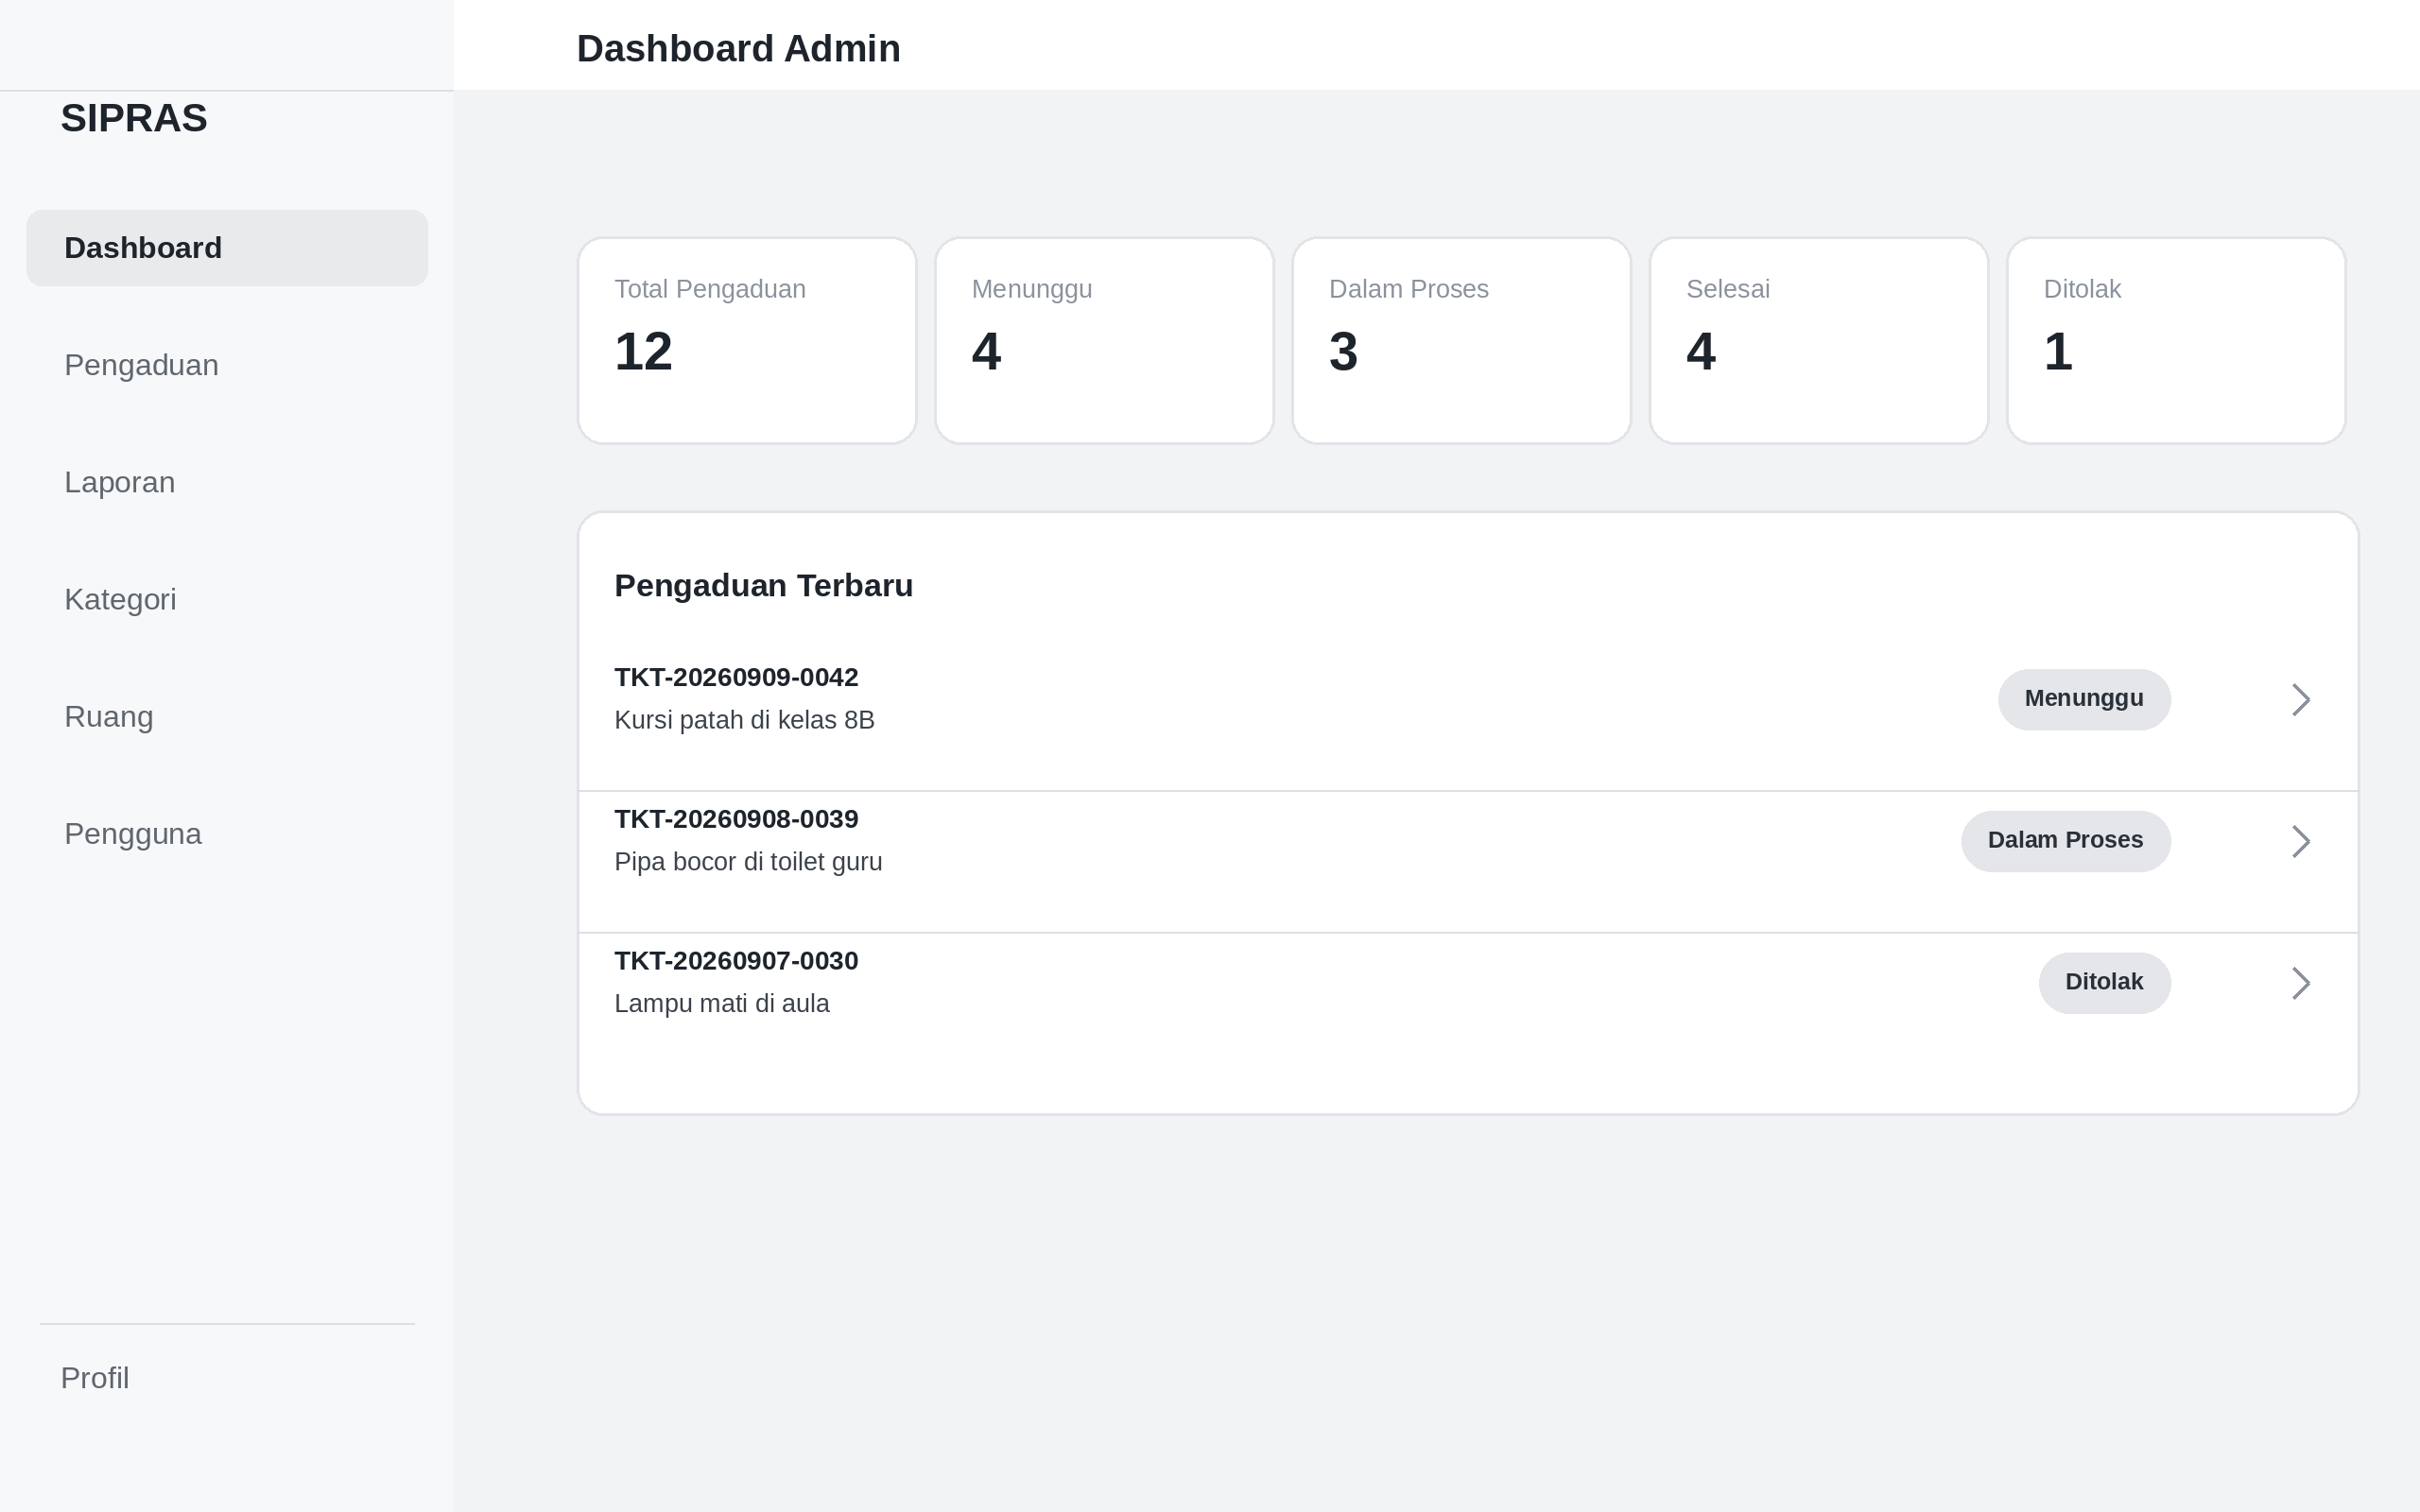 Dashboard Admin
SIPRAS
Dashboard
Pengaduan
Laporan
Kategori
Ruang
Pengguna
Profil
Total Pengaduan
12
Menunggu
4
Dalam Proses
3
Selesai
4
Ditolak
1
Pengaduan Terbaru
TKT-20260909-0042
Kursi patah di kelas 8B
Menunggu
TKT-20260908-0039
Pipa bocor di toilet guru
Dalam Proses
TKT-20260907-0030
Lampu mati di aula
Ditolak